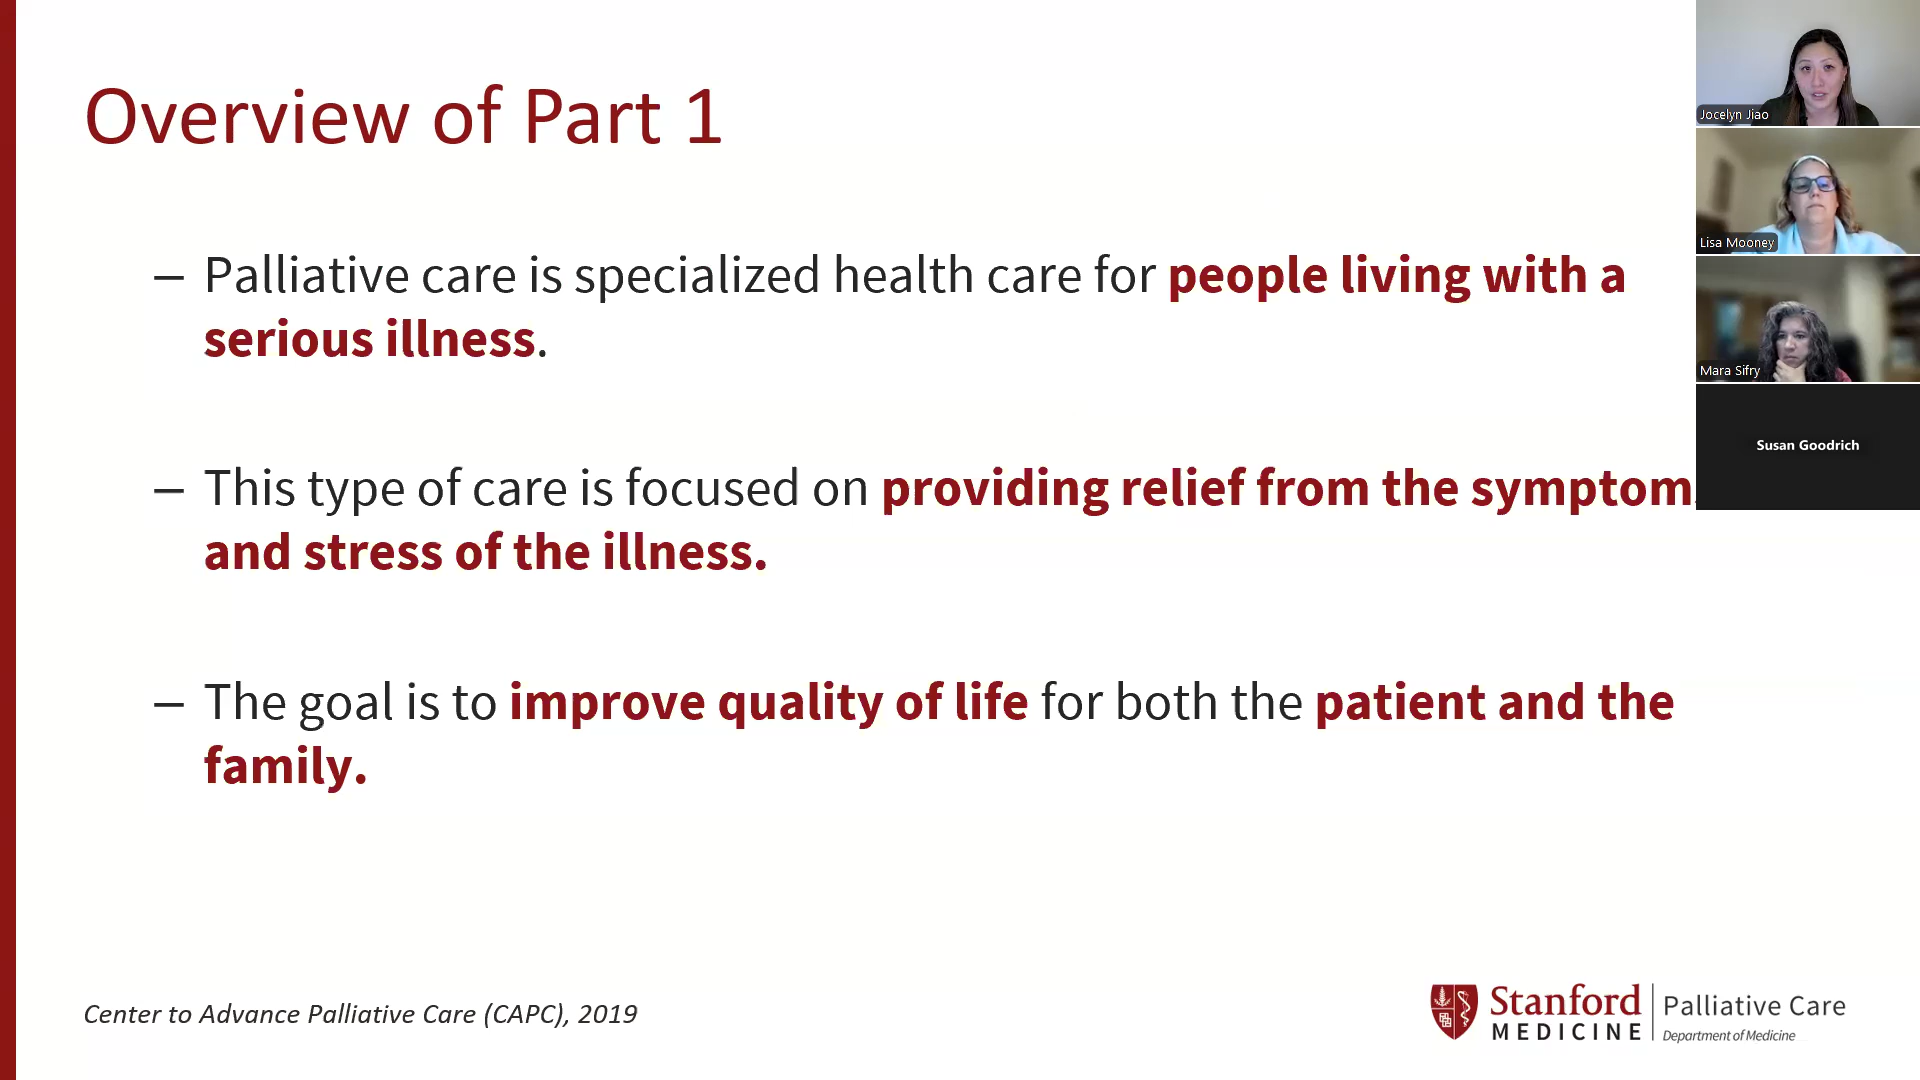 Overview of Part 1
– Palliative care is specialized health care for people living with a
serious illness.
– This type of care is focused on providing relief from the symptom
and stress of the illness.
– The goal is to improve quality of life for both the patient and the
family.
Center to Advance Palliative Care (CAPC), 2019
Stanford
MEDICINE
Palliative Care
Department of Medicine
Jocelyn Jiao
Lisa Mooney
Mara Sifry
Susan Goodrich